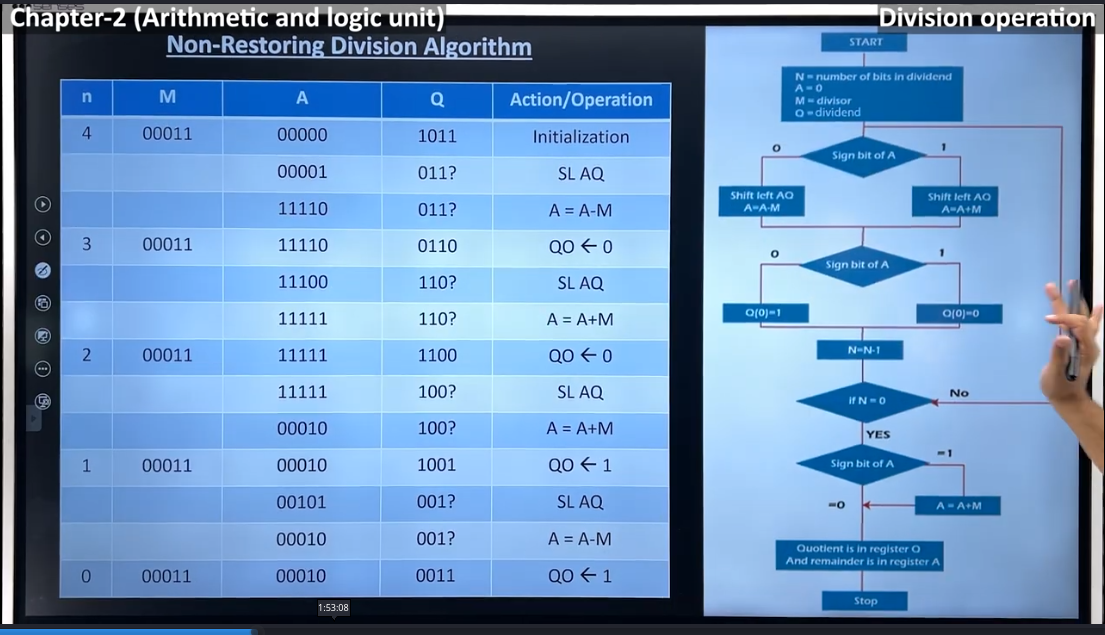 Chapter-2 (Arithmetic and logic unit)
Division operation
Non-Restoring Division Algorithm
n M A Q Action/Operation
4 00011 00000 1011 Initialization
00001 011? SL AQ
11110 011? A = A-M
3 00011 11110 0110 QO ← 0
11100 110? SL AQ
11111 110? A = A+M
2 00011 11111 1100 QO ← 0
11111 100? SL AQ
00010 100? A = A+M
1 00011 00010 1001 QO ← 1
00101 001? SL AQ
00010 001? A = A-M
0 00011 00010 0011 QO ← 1
START
N = number of bits in dividend
A = 0
M = divisor
Q = dividend
Sign bit of A
0
1
Shift left AQ
A=A-M
Shift left AQ
A=A+M
Sign bit of A
0
1
Q(0)=1
Q(0)=0
N=N-1
if N = 0
No
YES
Sign bit of A
=1
=0
A = A+M
Quotient is in register Q
And remainder is in register A
Stop
1:53:08